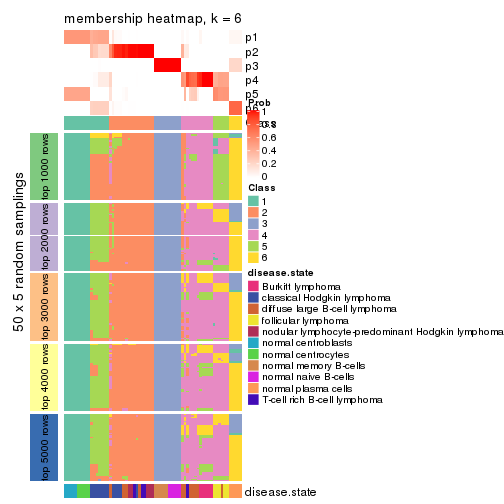 membership heatmap, k = 6
p1
p2
p3
p4
p5
p6
Prob
1
0.8
0.6
0.4
0.2
0
Class
Class
1
2
3
4
5
6
disease.state
Burkitt lymphoma
classical Hodgkin lymphoma
diffuse large B-cell lymphoma
follicular lymphoma
nodular lymphocyte-predominant Hodgkin lymphoma
normal centroblasts
normal centrocytes
normal memory B-cells
normal naive B-cells
normal plasma cells
T-cell rich B-cell lymphoma
50 x 5 random samplings
top 1000 rows
top 2000 rows
top 3000 rows
top 4000 rows
top 5000 rows
disease.state